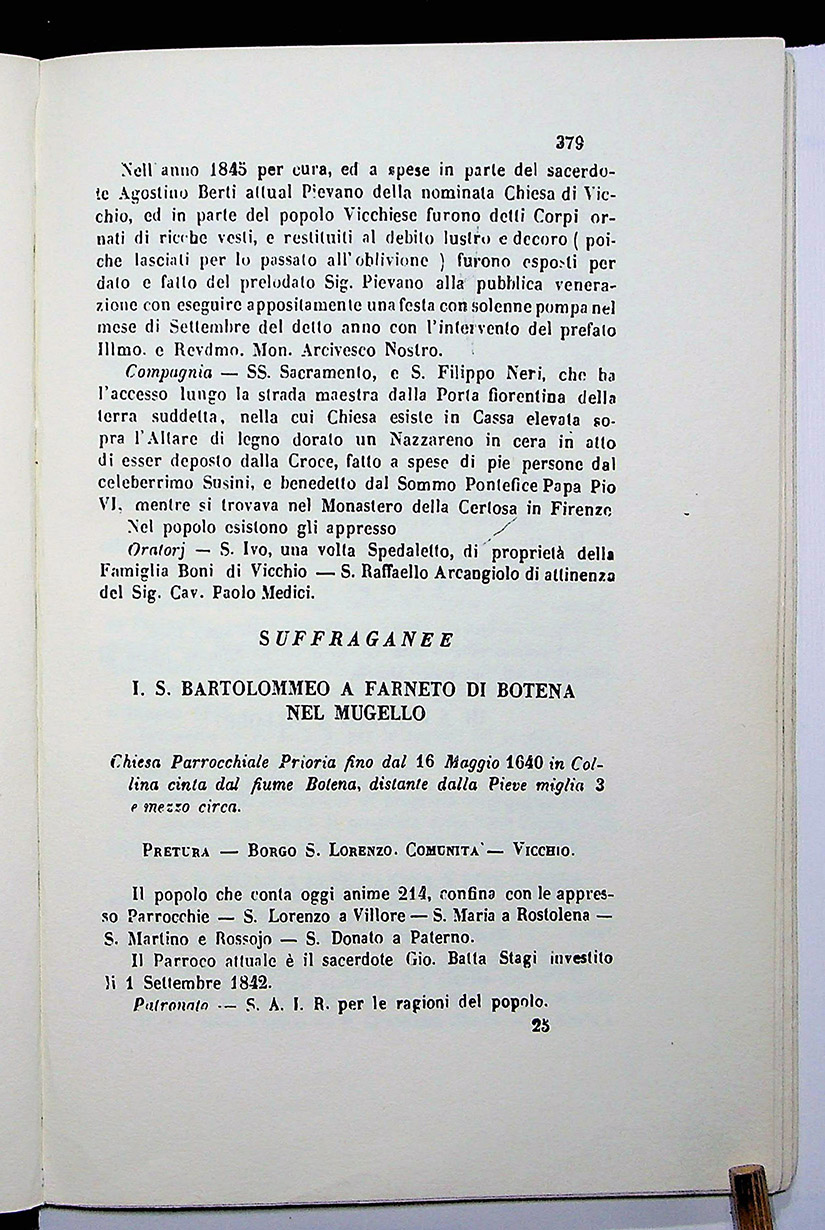 379
Nell'anno 1845 per cura, ed a spese in parte del sacerdo-
te Agostino Berti attual Pievano della nominata Chiesa di Vic-
chio, ed in parte del popolo Vicchiese furono detti Corpi or-
nati di ricche vesti, e restituiti al debito lustro e decoro ( poi-
che lasciati per lo passato all'oblivione ) furono esposti per
dato e fatto del prelodato Sig. Pievano alla pubblica venera-
zione con eseguire appositamente una festa con solenne pompa nel
mese di Settembre del detto anno con l'intervento del prefato
Illmo. e Revdmo. Mon. Arcivesco Nostro.
Compagnia — SS. Sacramento, e S. Filippo Neri, che ha
l'accesso lungo la strada maestra dalla Porta fiorentina della
terra suddetta, nella cui Chiesa esiste in Cassa elevata so-
pra l'Altare di legno dorato un Nazzareno in cera in atto
di esser deposto dalla Croce, fatto a spese di pie persone dal
celeberrimo Susini, e benedetto dal Sommo Pontefice Papa Pio
VI, mentre si trovava nel Monastero della Certosa in Firenze
Nel popolo esistono gli appresso
Oratorj — S. Ivo, una volta Spedaletto, di proprietà della
Famiglia Boni di Vicchio — S. Raffaello Arcangiolo di attinenza
del Sig. Cav. Paolo Medici.
SUFFRAGANEE
I. S. BARTOLOMMEO A FARNETO DI BOTENA
NEL MUGELLO
Chiesa Parrocchiale Prioria fino dal 16 Maggio 1640 in Col-
lina cinta dal fiume Botena, distante dalla Pieve miglia 3
e mezzo circa.
PRETURA — BORGO S. LORENZO. COMUNITA' — VICCHIO.
Il popolo che conta oggi anime 214, confina con le appres-
so Parrocchie — S. Lorenzo a Villore — S. Maria a Rostolena —
S. Martino e Rossojo — S. Donato a Paterno.
Il Parroco attuale è il sacerdote Gio. Batta Stagi investito
li 1 Settembre 1842.
Patronato — S. A. I. R. per le ragioni del popolo.
25